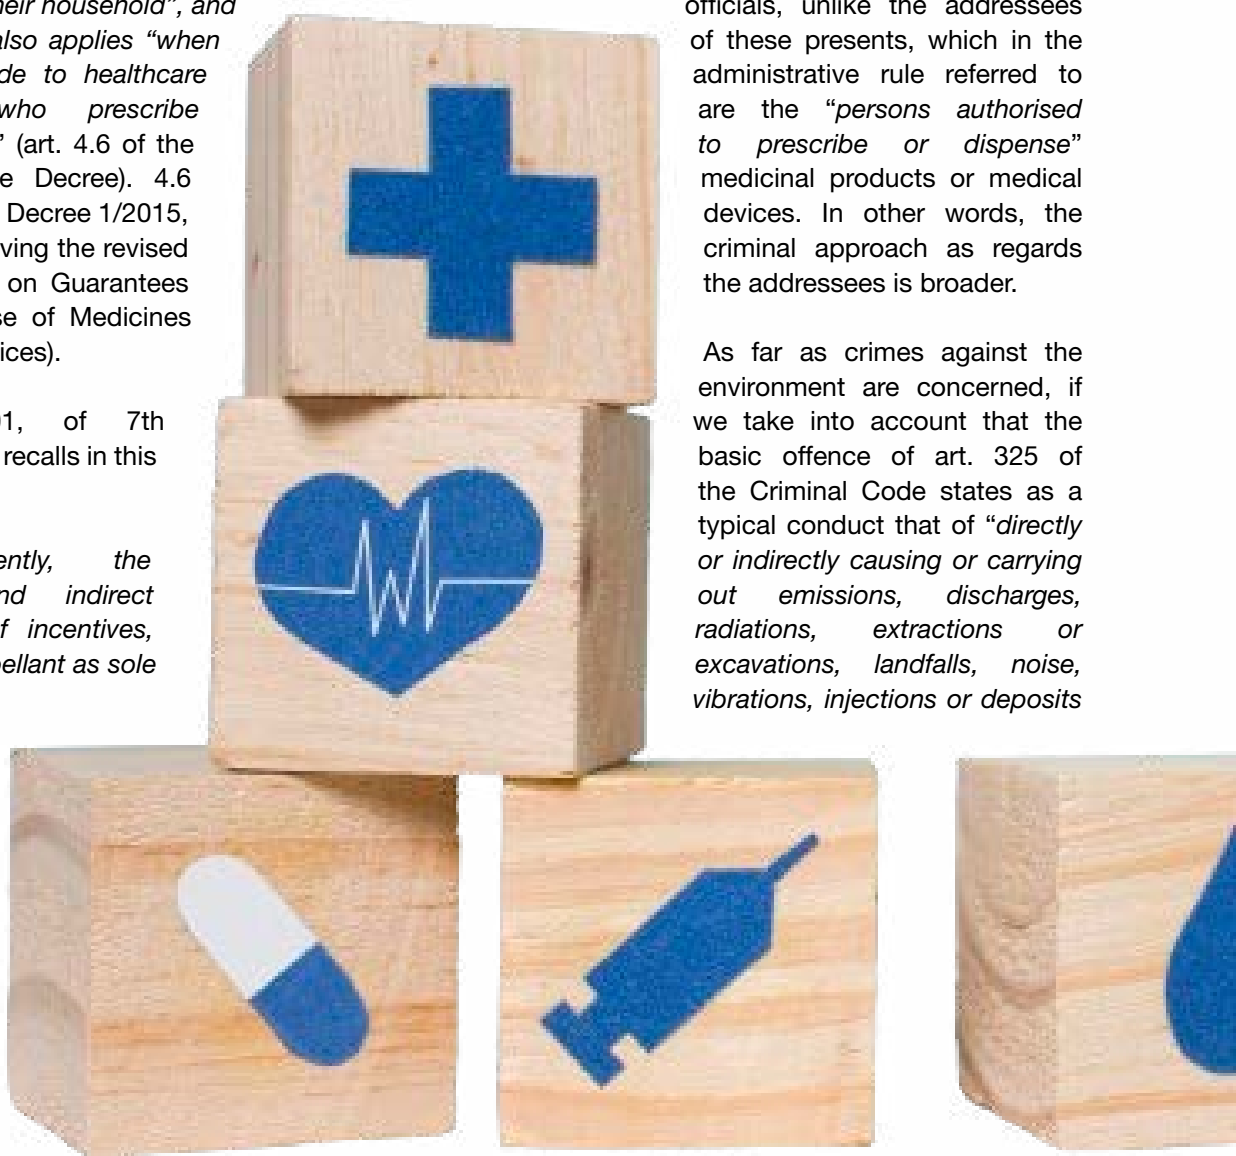 heir household”, and
also applies “when
de to healthcare
who prescribe
” (art. 4.6 of the
e Decree). 4.6
Decree 1/2015,
ving the revised
on Guarantees
se of Medicines
ices).
1, of 7th
recalls in this
ently, the
nd indirect
f incentives,
pellant as sole
officials, unlike the addressees
of these presents, which in the
administrative rule referred to
are the “persons authorised
to prescribe or dispense”
medicinal products or medical
devices. In other words, the
criminal approach as regards
the addressees is broader.
As far as crimes against the
environment are concerned, if
we take into account that the
basic offence of art. 325 of
the Criminal Code states as a
typical conduct that of “directly
or indirectly causing or carrying
out emissions, discharges,
radiations, extractions or
excavations, landfalls, noise,
vibrations, injections or deposits